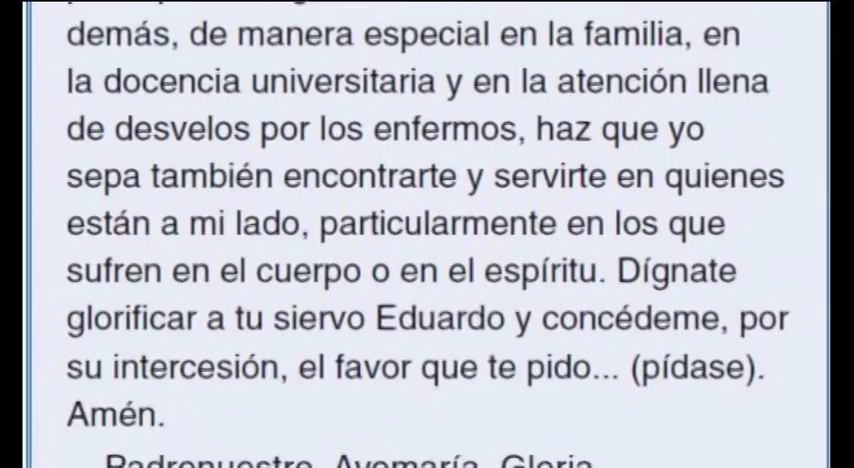 demás, de manera especial en la familia, en
la docencia universitaria y en la atención llena
de desvelos por los enfermos, haz que yo
sepa también encontrarte y servirte en quienes
están a mi lado, particularmente en los que
sufren en el cuerpo o en el espíritu. Dígnate
glorificar a tu siervo Eduardo y concédeme, por
su intercesión, el favor que te pido... (pídase).
Amén.
Padrenuestro, Avemaría, Gloria.